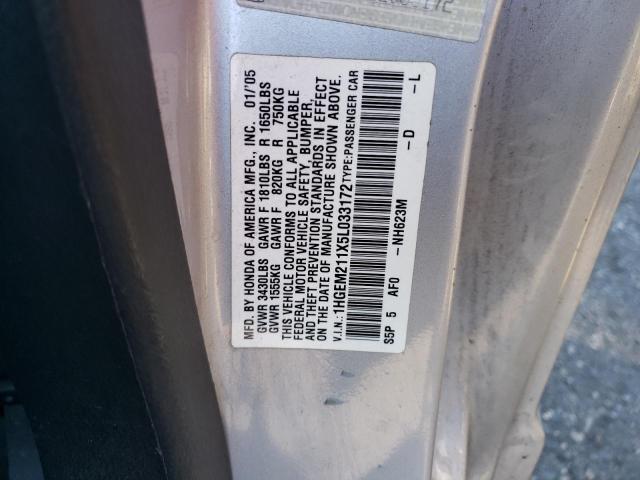 172
MFD. BY HONDA OF AMERICA MFG., INC. 01/'05
GVWR 3430LBS GAWR F 1810LBS R 1650LBS
GVWR 1555KG GAWR F 820KG R 750KG
THIS VEHICLE CONFORMS TO ALL APPLICABLE
FEDERAL MOTOR VEHICLE SAFETY, BUMPER,
AND THEFT PREVENTION STANDARDS IN EFFECT
ON THE DATE OF MANUFACTURE SHOWN ABOVE.
V.I.N.: 1HGEM211X5L033172 TYPE: PASSENGER CAR
S5P 5 AF0 -NH623M -D -L